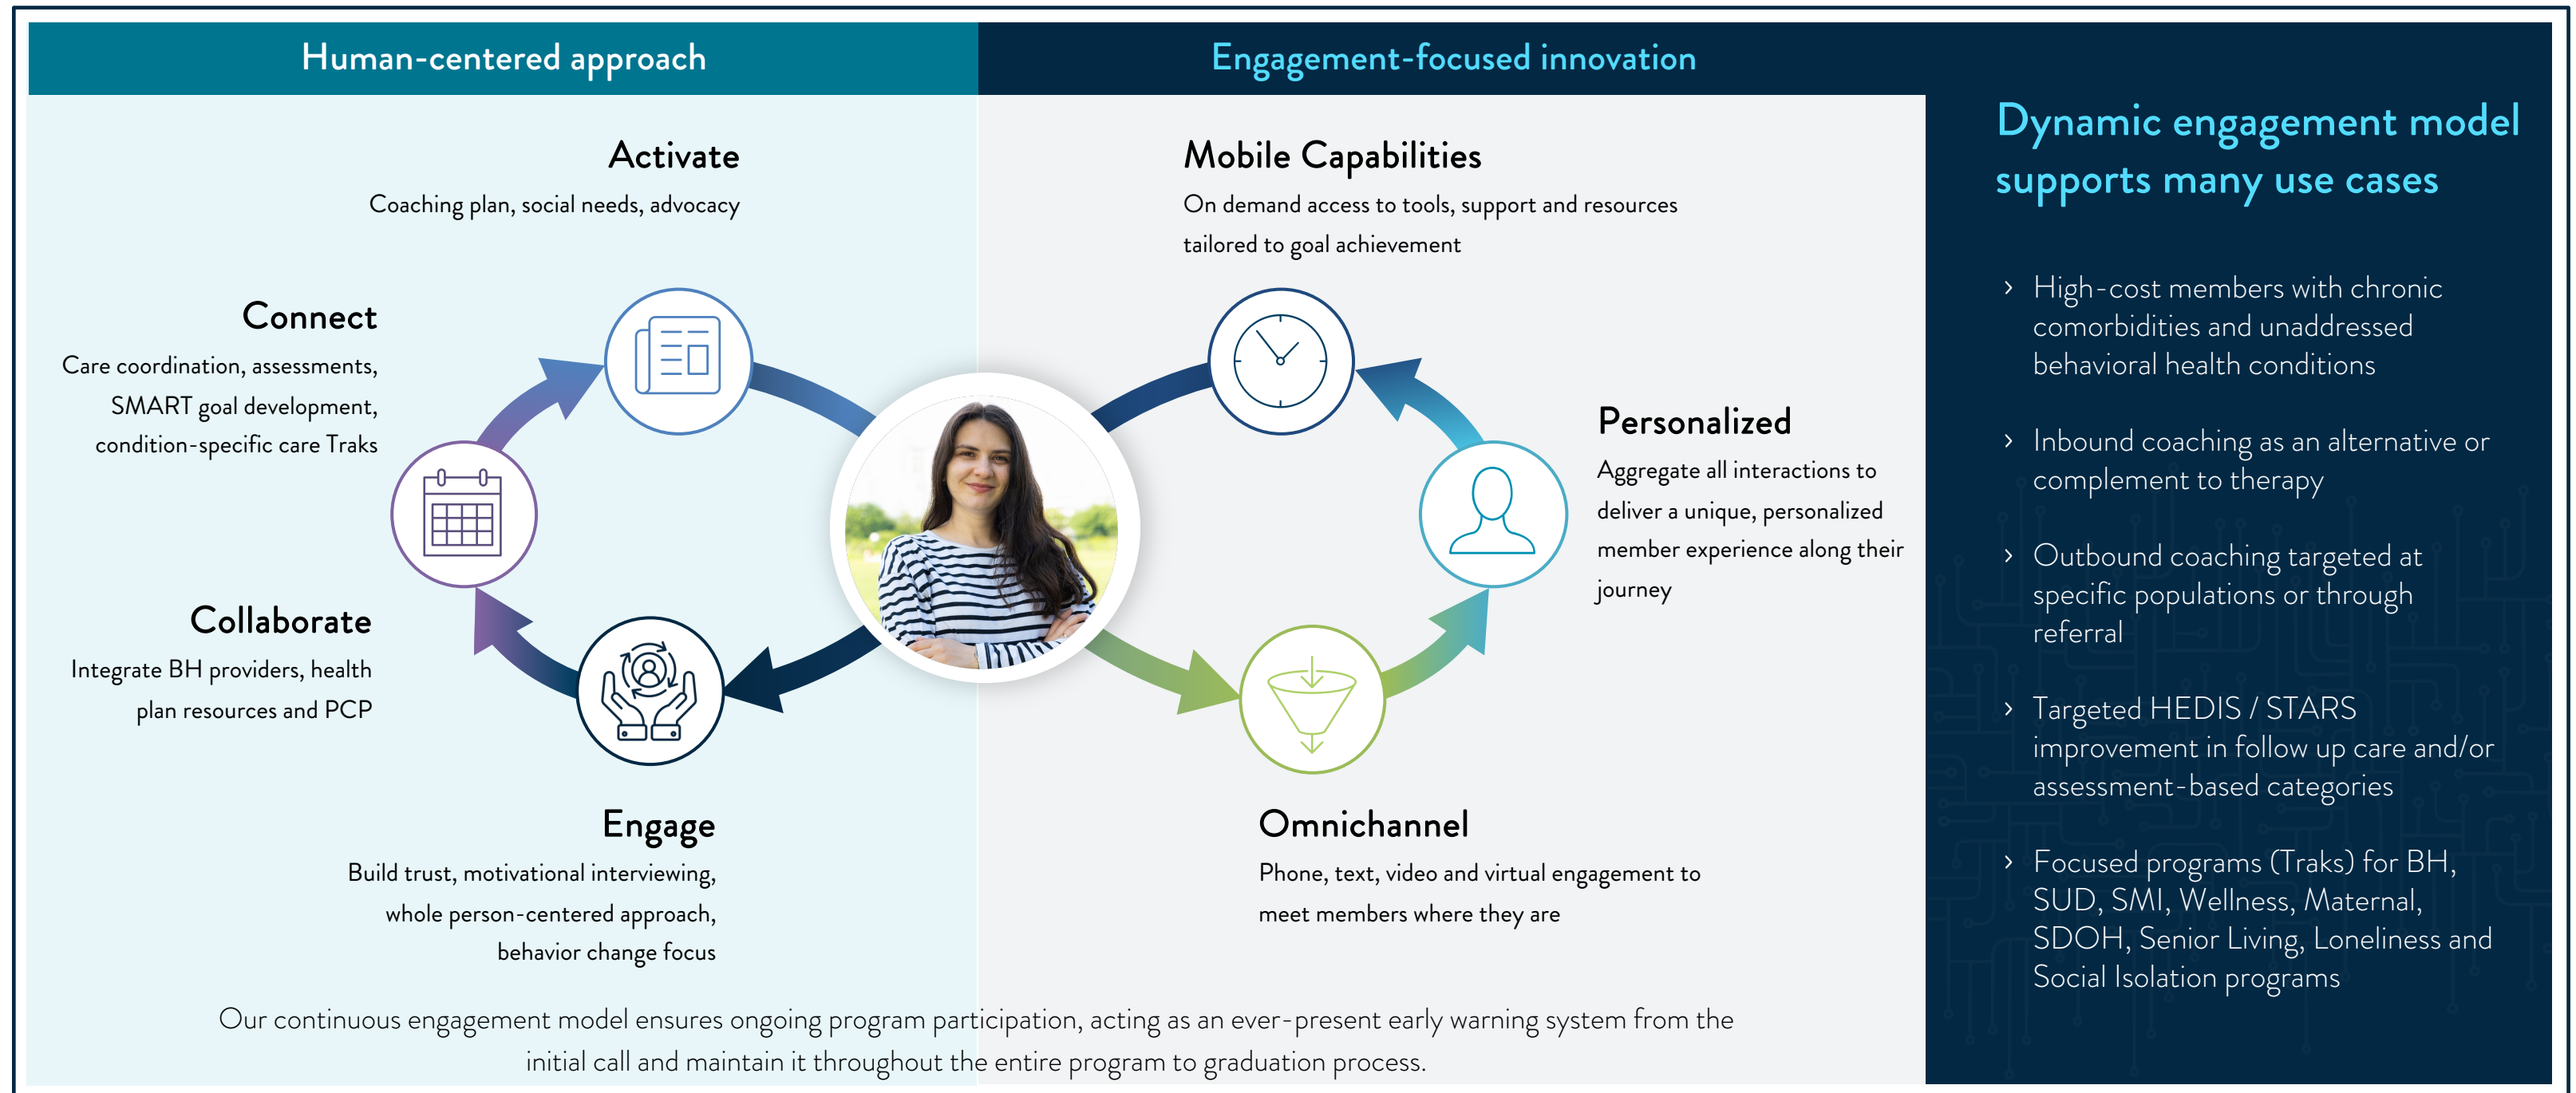 Human-centered approach
Engagement-focused innovation
Activate
Coaching plan, social needs, advocacy
Connect
Care coordination, assessments,
SMART goal development,
condition-specific care Traks
Collaborate
Integrate BH providers, health
plan resources and PCP
Engage
Build trust, motivational interviewing,
whole person-centered approach,
behavior change focus
Mobile Capabilities
On demand access to tools, support and resources
tailored to goal achievement
Personalized
Aggregate all interactions to
deliver a unique, personalized
member experience along their
journey
Omnichannel
Phone, text, video and virtual engagement to
meet members where they are
Our continuous engagement model ensures ongoing program participation, acting as an ever-present early warning system from the
initial call and maintain it throughout the entire program to graduation process.
Dynamic engagement model
supports many use cases
› High-cost members with chronic
comorbidities and unaddressed
behavioral health conditions
› Inbound coaching as an alternative or
complement to therapy
› Outbound coaching targeted at
specific populations or through
referral
› Targeted HEDIS / STARS
improvement in follow up care and/or
assessment-based categories
› Focused programs (Traks) for BH,
SUD, SMI, Wellness, Maternal,
SDOH, Senior Living, Loneliness and
Social Isolation programs